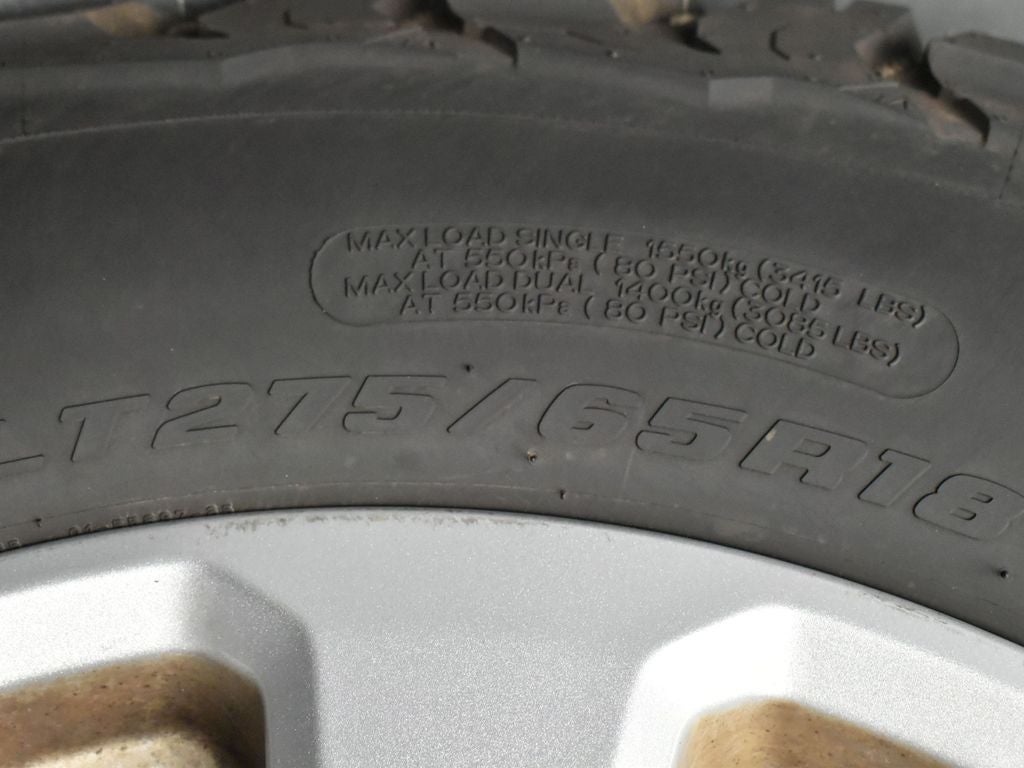 MAX LOAD SINGLE 1550kg (3415 LBS)
AT 550kPa ( 80 PSI) COLD
MAX LOAD DUAL 1400kg (3085 LBS)
AT 550kPa ( 80 PSI) COLD
LT275/65R18